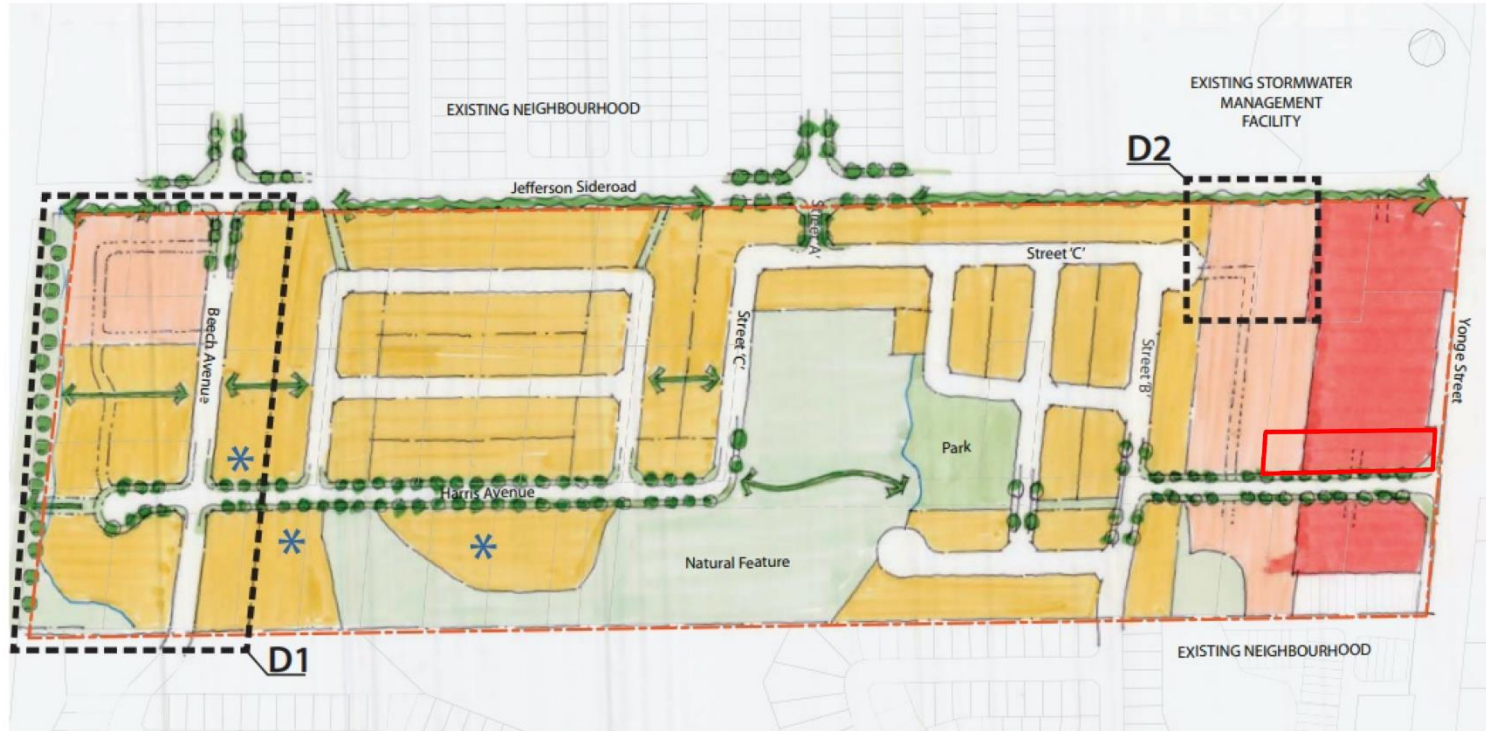 EXISTING NEIGHBOURHOOD
EXISTING STORMWATER
MANAGEMENT
FACILITY
D2
Jefferson Sideroad
Street 'A'
Street 'C'
Beech Avenue
Street 'C'
Street 'B'
Yonge Street
Park
Harris Avenue
Natural Feature
D1
EXISTING NEIGHBOURHOOD